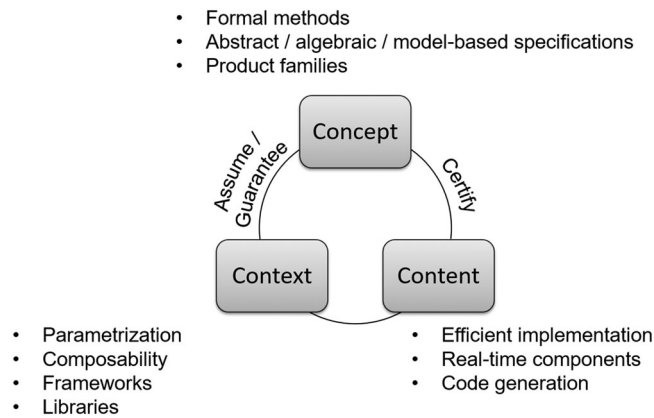 • Formal methods
• Abstract / algebraic / model-based specifications
• Product families
Concept
Assume /
Guarantee
Certify
Context
Content
• Parametrization
• Composability
• Frameworks
• Libraries
• Efficient implementation
• Real-time components
• Code generation